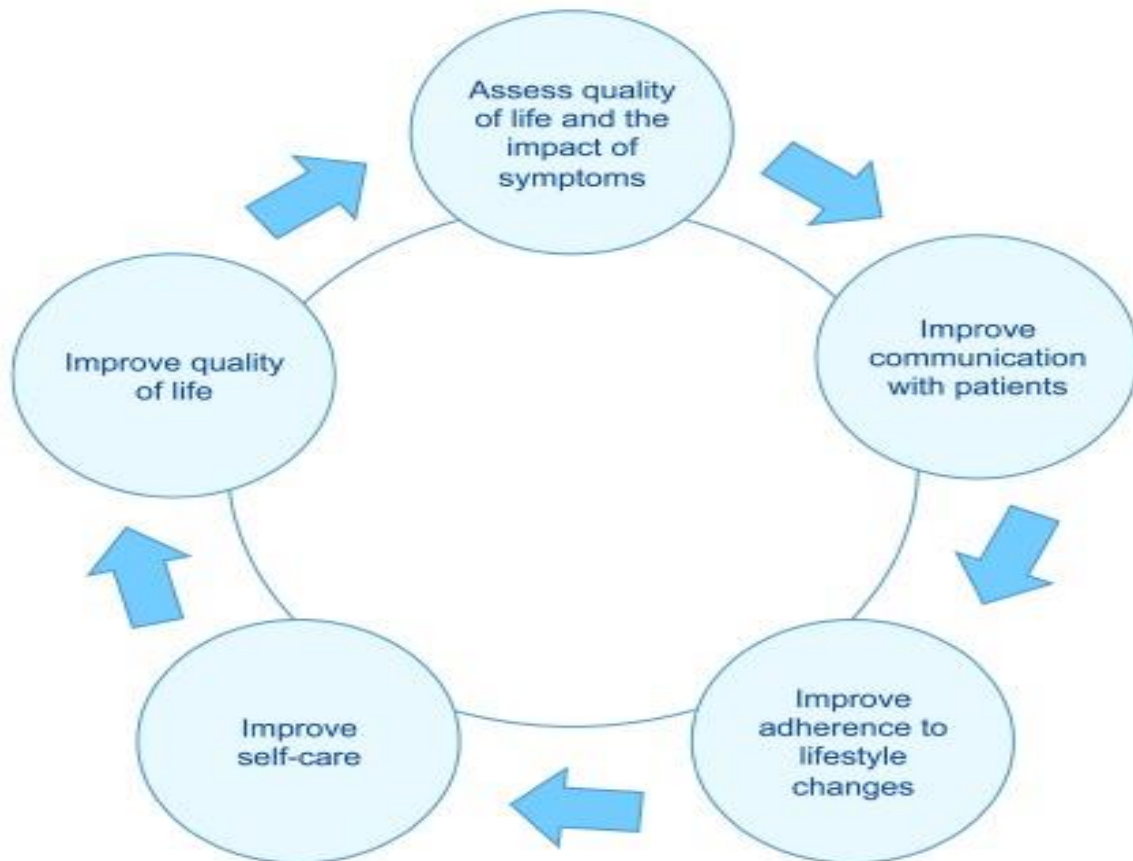 Assess quality
of life and the
impact of
symptoms
Improve
communication
with patients
Improve
adherence to
lifestyle
changes
Improve
self-care
Improve quality
of life